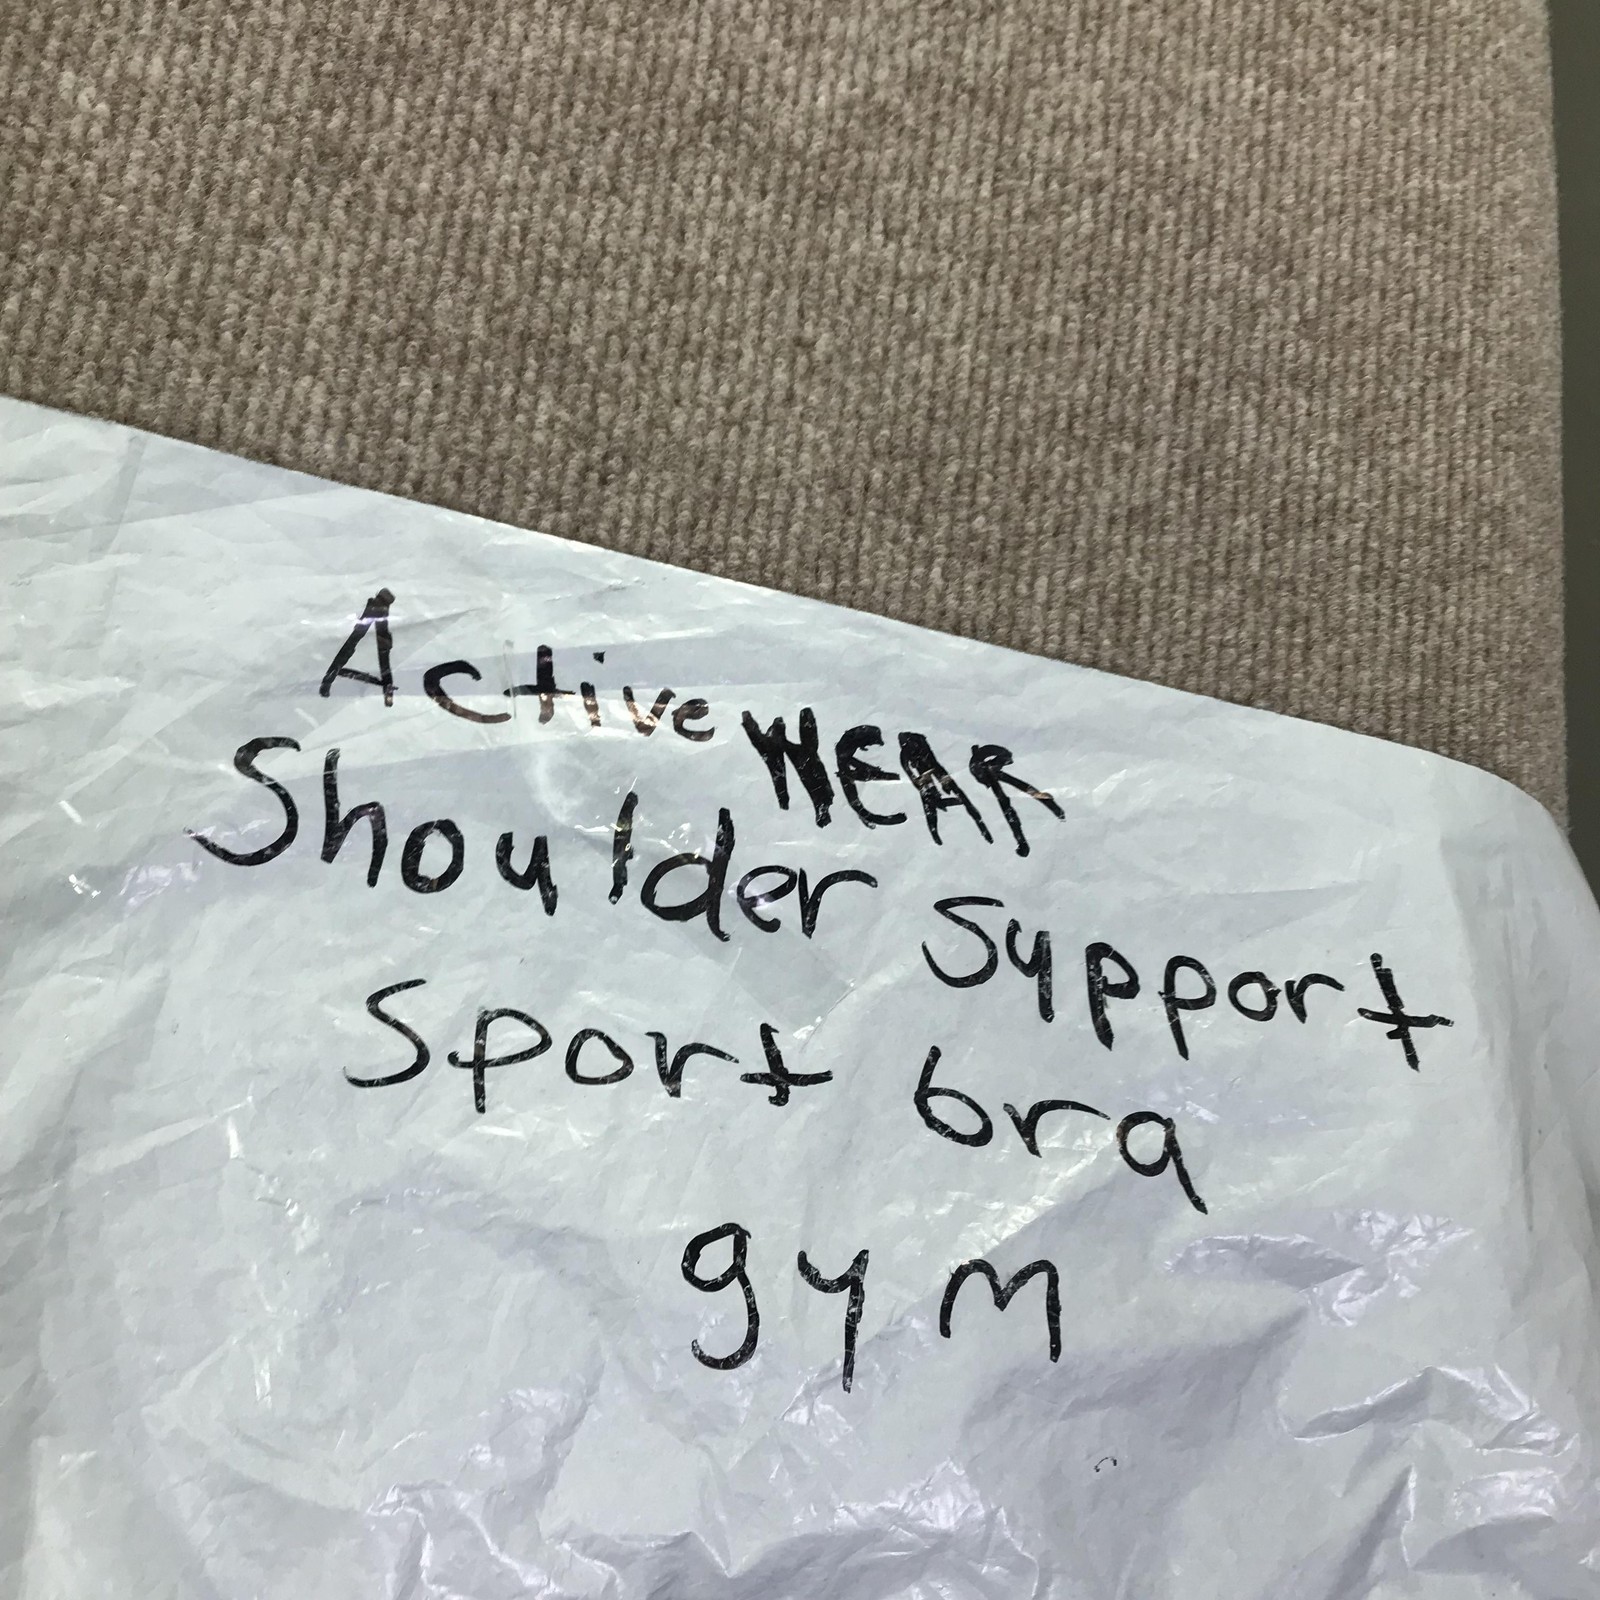 Active WEAR
Shoulder Support
Sport bra
gym